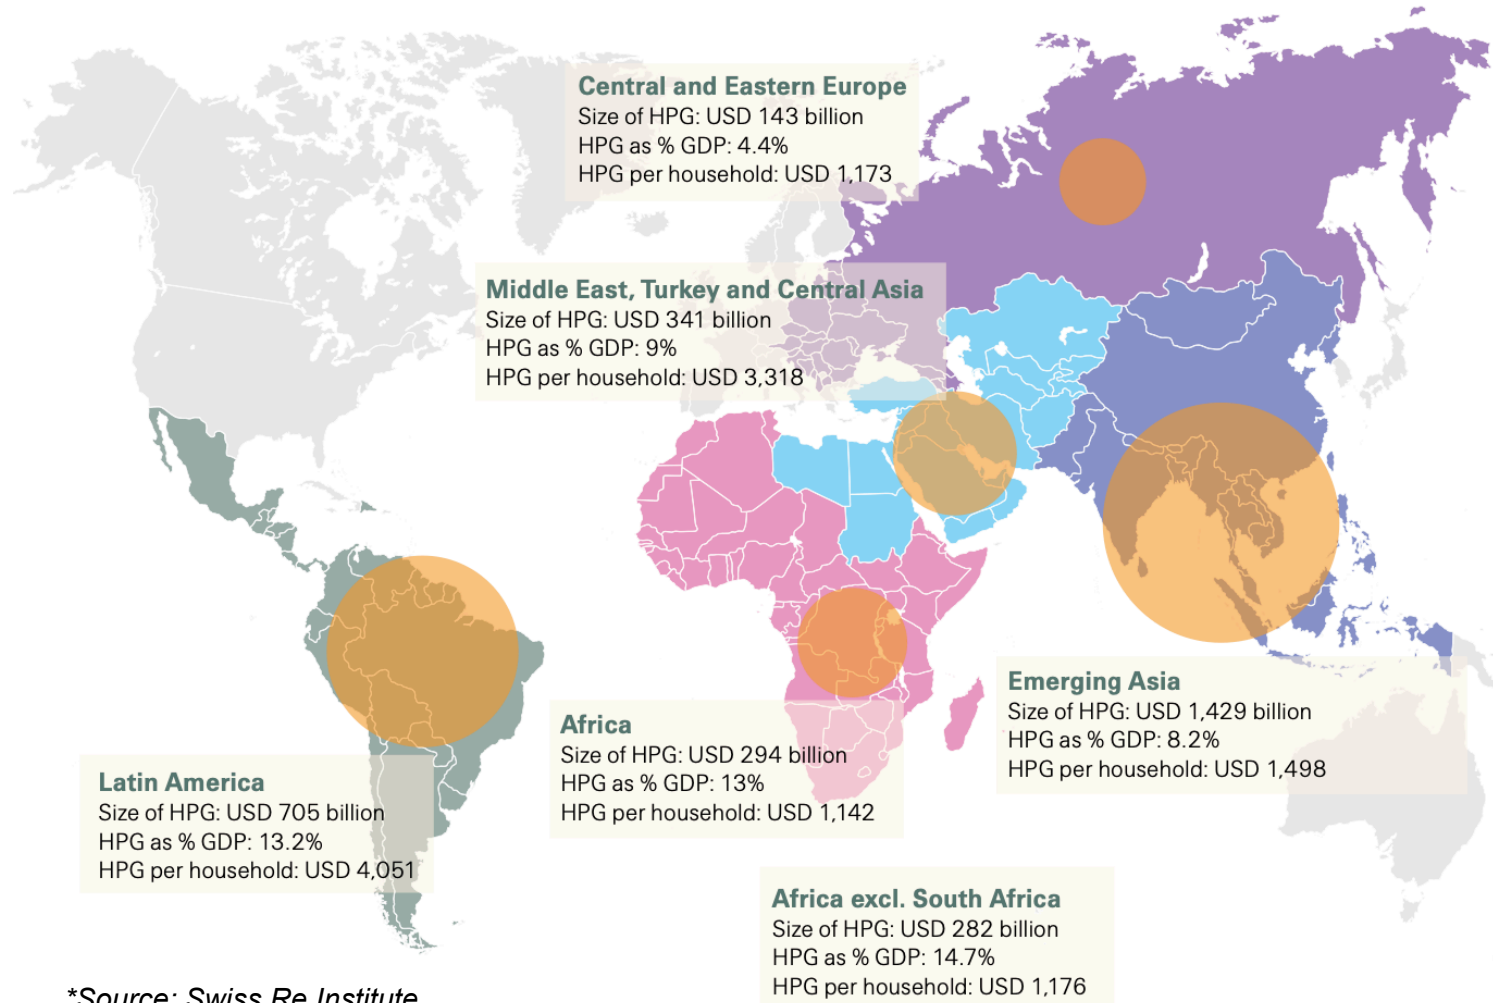 Central and Eastern Europe
Size of HPG: USD 143 billion
HPG as % GDP: 4.4%
HPG per household: USD 1,173
Middle East, Turkey and Central Asia
Size of HPG: USD 341 billion
HPG as % GDP: 9%
HPG per household: USD 3,318
Emerging Asia
Size of HPG: USD 1,429 billion
HPG as % GDP: 8.2%
HPG per household: USD 1,498
Africa
Size of HPG: USD 294 billion
HPG as % GDP: 13%
HPG per household: USD 1,142
Latin America
Size of HPG: USD 705 billion
HPG as % GDP: 13.2%
HPG per household: USD 4,051
Africa excl. South Africa
Size of HPG: USD 282 billion
HPG as % GDP: 14.7%
HPG per household: USD 1,176
*Source: Swiss Re Institute